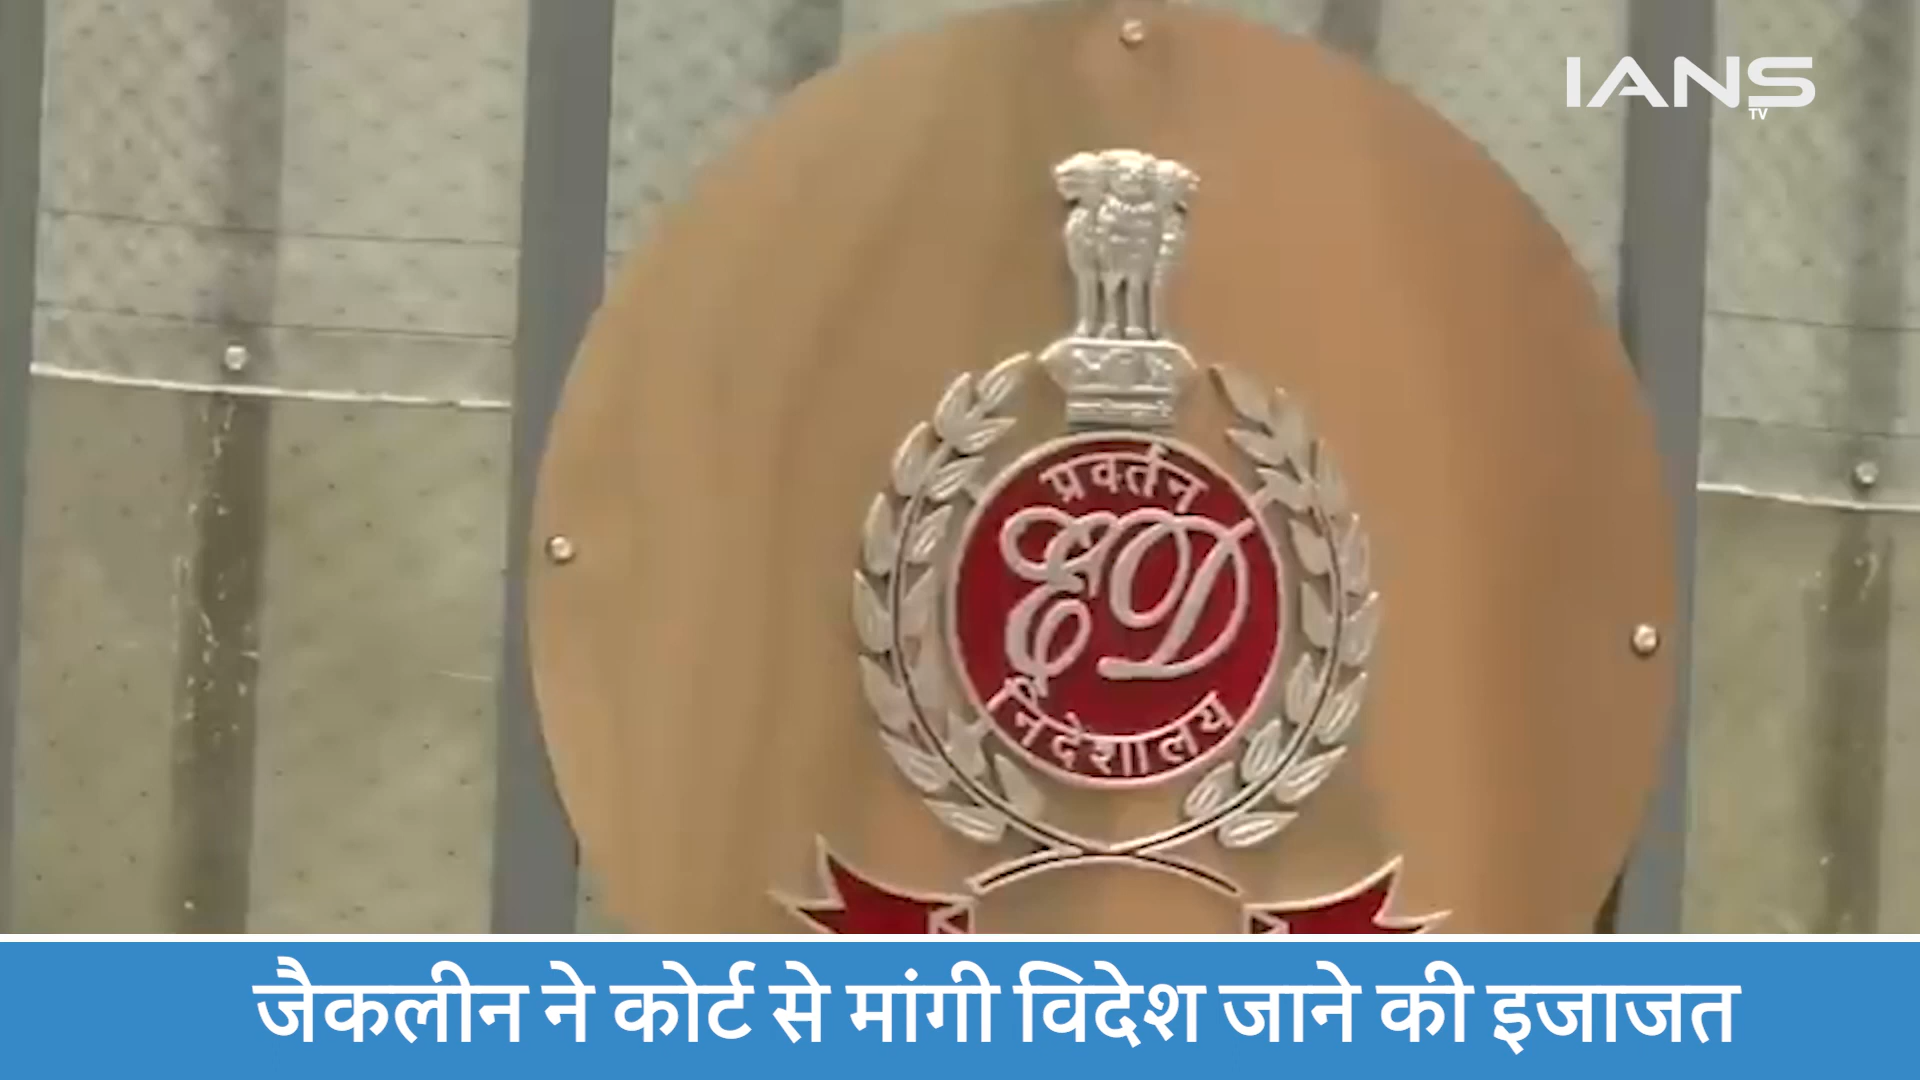 IANS
TV
प्रवर्तन
ED
निदेशालय
जैकलीन ने कोर्ट से मांगी विदेश जाने की इजाजत